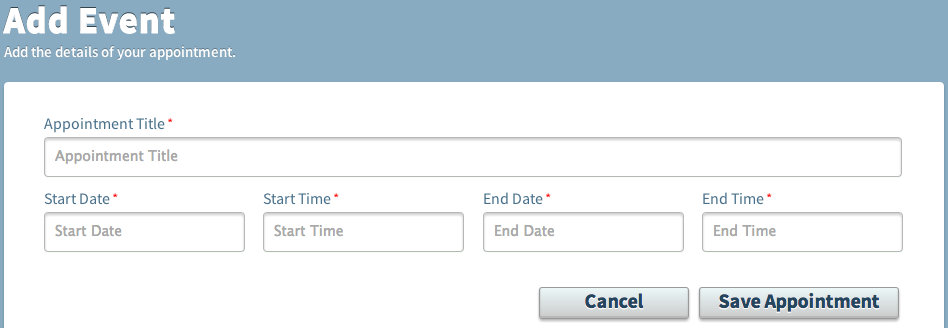 Add Event
Add the details of your appointment.
Appointment Title *
Appointment Title
Start Date * Start Time * End Date * End Time *
Start Date Start Time End Date End Time
Cancel Save Appointment